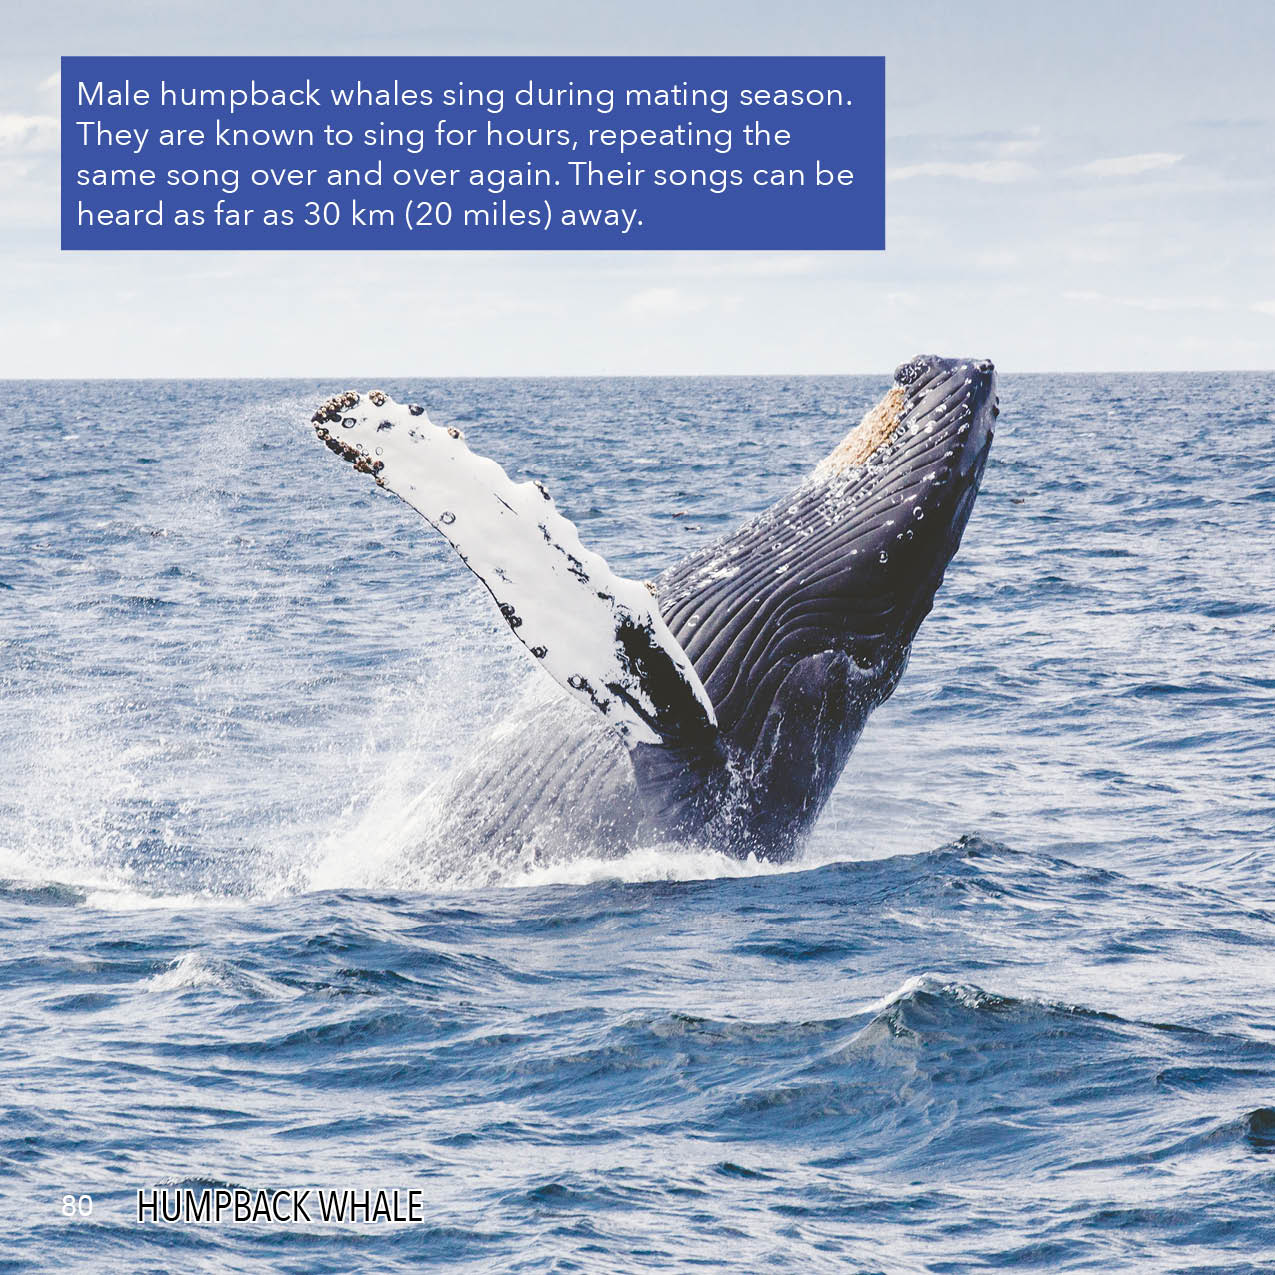 Male humpback whales sing during mating season.
They are known to sing for hours, repeating the
same song over and over again. Their songs can be
heard as far as 30 km (20 miles) away.
80 HUMPBACK WHALE